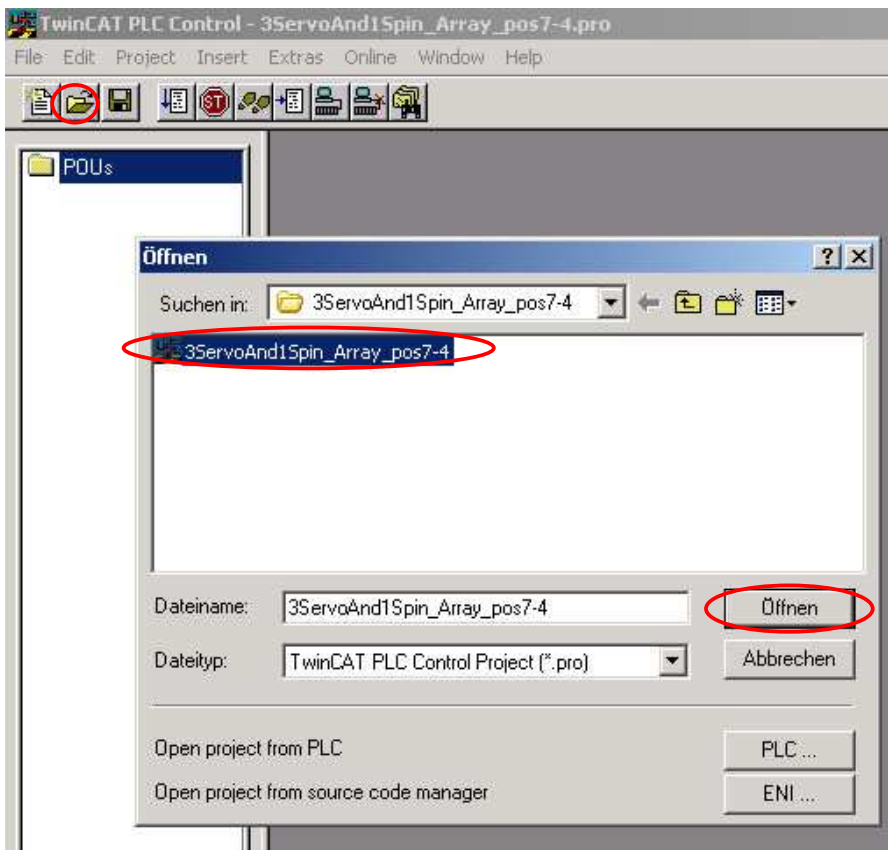 TwinCAT PLC Control - 3ServoAnd1Spin_Array_pos7-4.pro
File Edit Project Insert Extras Online Window Help
ST
POUs
Öffnen
Suchen in: 3ServoAnd1Spin_Array_pos7-4
3ServoAnd1Spin_Array_pos7-4
Dateiname: 3ServoAnd1Spin_Array_pos7-4 Öffnen
Dateityp: TwinCAT PLC Control Project (*.pro) Abbrechen
Open project from PLC PLC ...
Open project from source code manager ENI ...